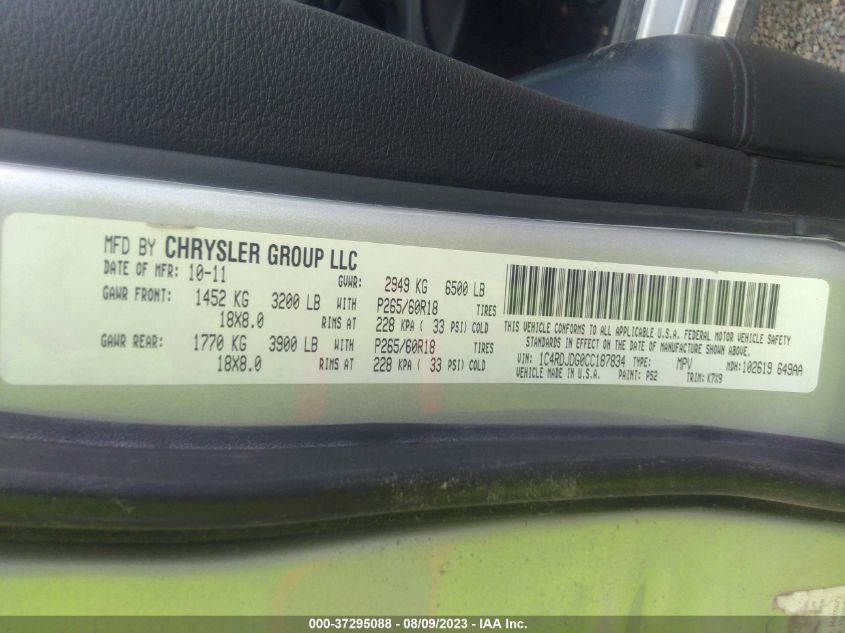 MFD BY CHRYSLER GROUP LLC
DATE OF MFR: 10-11 GVWR: 2949 KG 6500 LB
GAWR FRONT: 1452 KG 3200 LB WITH P265/60R18 TIRES
18X8.0 RIMS AT 228 KPA ( 33 PSI) COLD
GAWR REAR: 1770 KG 3900 LB WITH P265/60R18 TIRES
18X8.0 RIMS AT 228 KPA ( 33 PSI) COLD
THIS VEHICLE CONFORMS TO ALL APPLICABLE U.S.A. FEDERAL MOTOR VEHICLE SAFETY
STANDARDS IN EFFECT ON THE DATE OF MANUFACTURE SHOWN ABOVE.
VIN: 1C4RDJDG0CC187834 TYPE: MPV MDH: 102619 649AA
VEHICLE MADE IN U.S.A. PAINT: PS2 TRIM: K7X9
000-37295088 - 08/09/2023 - IAA Inc.